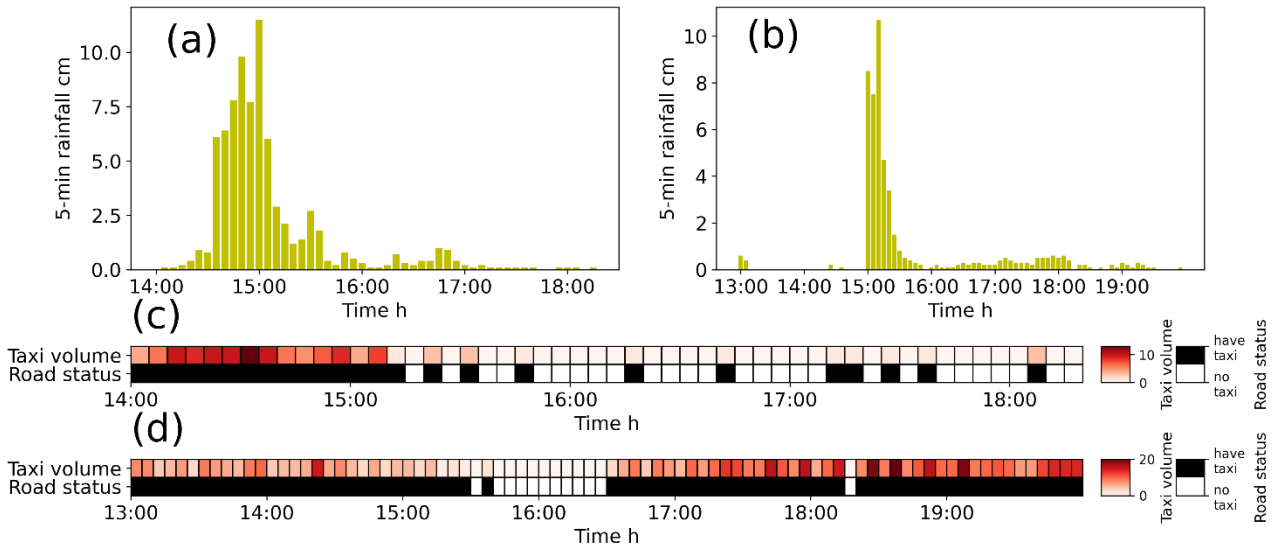 (a)
5-min rainfall cm
10.0
7.5
5.0
2.5
0.0
14:00 15:00 16:00 17:00 18:00
Time h
(b)
5-min rainfall cm
10
8
6
4
2
0
13:00 14:00 15:00 16:00 17:00 18:00 19:00
Time h
(c)
Taxi volume
Road status
14:00 15:00 16:00 17:00 18:00
Time h
10
0
Taxi volume
have
taxi
no
taxi
Road status
(d)
Taxi volume
Road status
13:00 14:00 15:00 16:00 17:00 18:00 19:00
Time h
20
0
Taxi volume
have
taxi
no
taxi
Road status